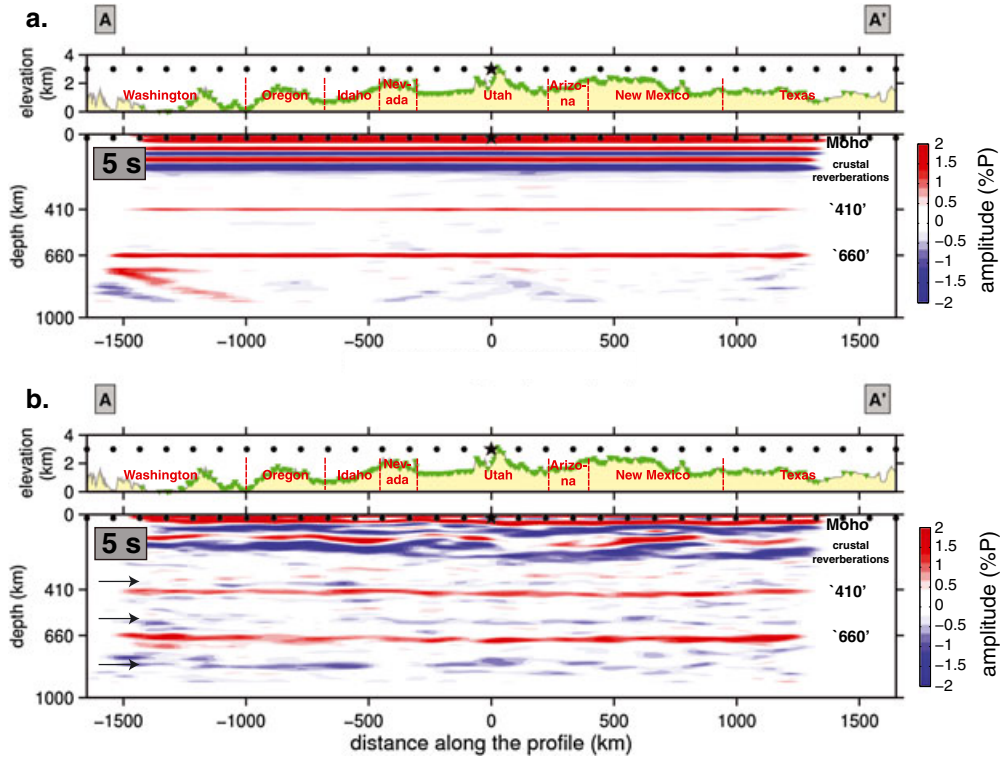 a.
A
A'
elevation
(km)
4
2
0
Washington
Oregon
Idaho
Nev-
ada
Utah
Arizo-
na
New Mexico
Texas
depth (km)
0
410
660
1000
5 s
Moho
crustal
reverberations
`410'
`660'
−1500
−1000
−500
0
500
1000
1500
2
1.5
1
0.5
0
−0.5
−1
−1.5
−2
amplitude (%P)
b.
A
A'
elevation
(km)
4
2
0
Washington
Oregon
Idaho
Nev-
ada
Utah
Arizo-
na
New Mexico
Texas
depth (km)
0
410
660
1000
5 s
Moho
crustal
reverberations
`410'
`660'
−1500
−1000
−500
0
500
1000
1500
distance along the profile (km)
2
1.5
1
0.5
0
−0.5
−1
−1.5
−2
amplitude (%P)